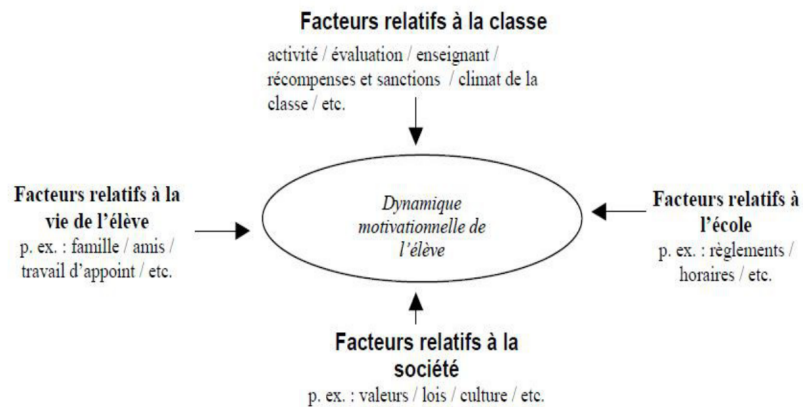 Facteurs relatifs à la classe
activité / évaluation / enseignant /
récompenses et sanctions / climat de la
classe / etc.
Facteurs relatifs à la
vie de l'élève
p. ex. : famille / amis /
travail d'appoint / etc.
Dynamique
motivationnelle de
l'élève
Facteurs relatifs à
l'école
p. ex. : règlements /
horaires / etc.
Facteurs relatifs à la
société
p. ex. : valeurs / lois / culture / etc.